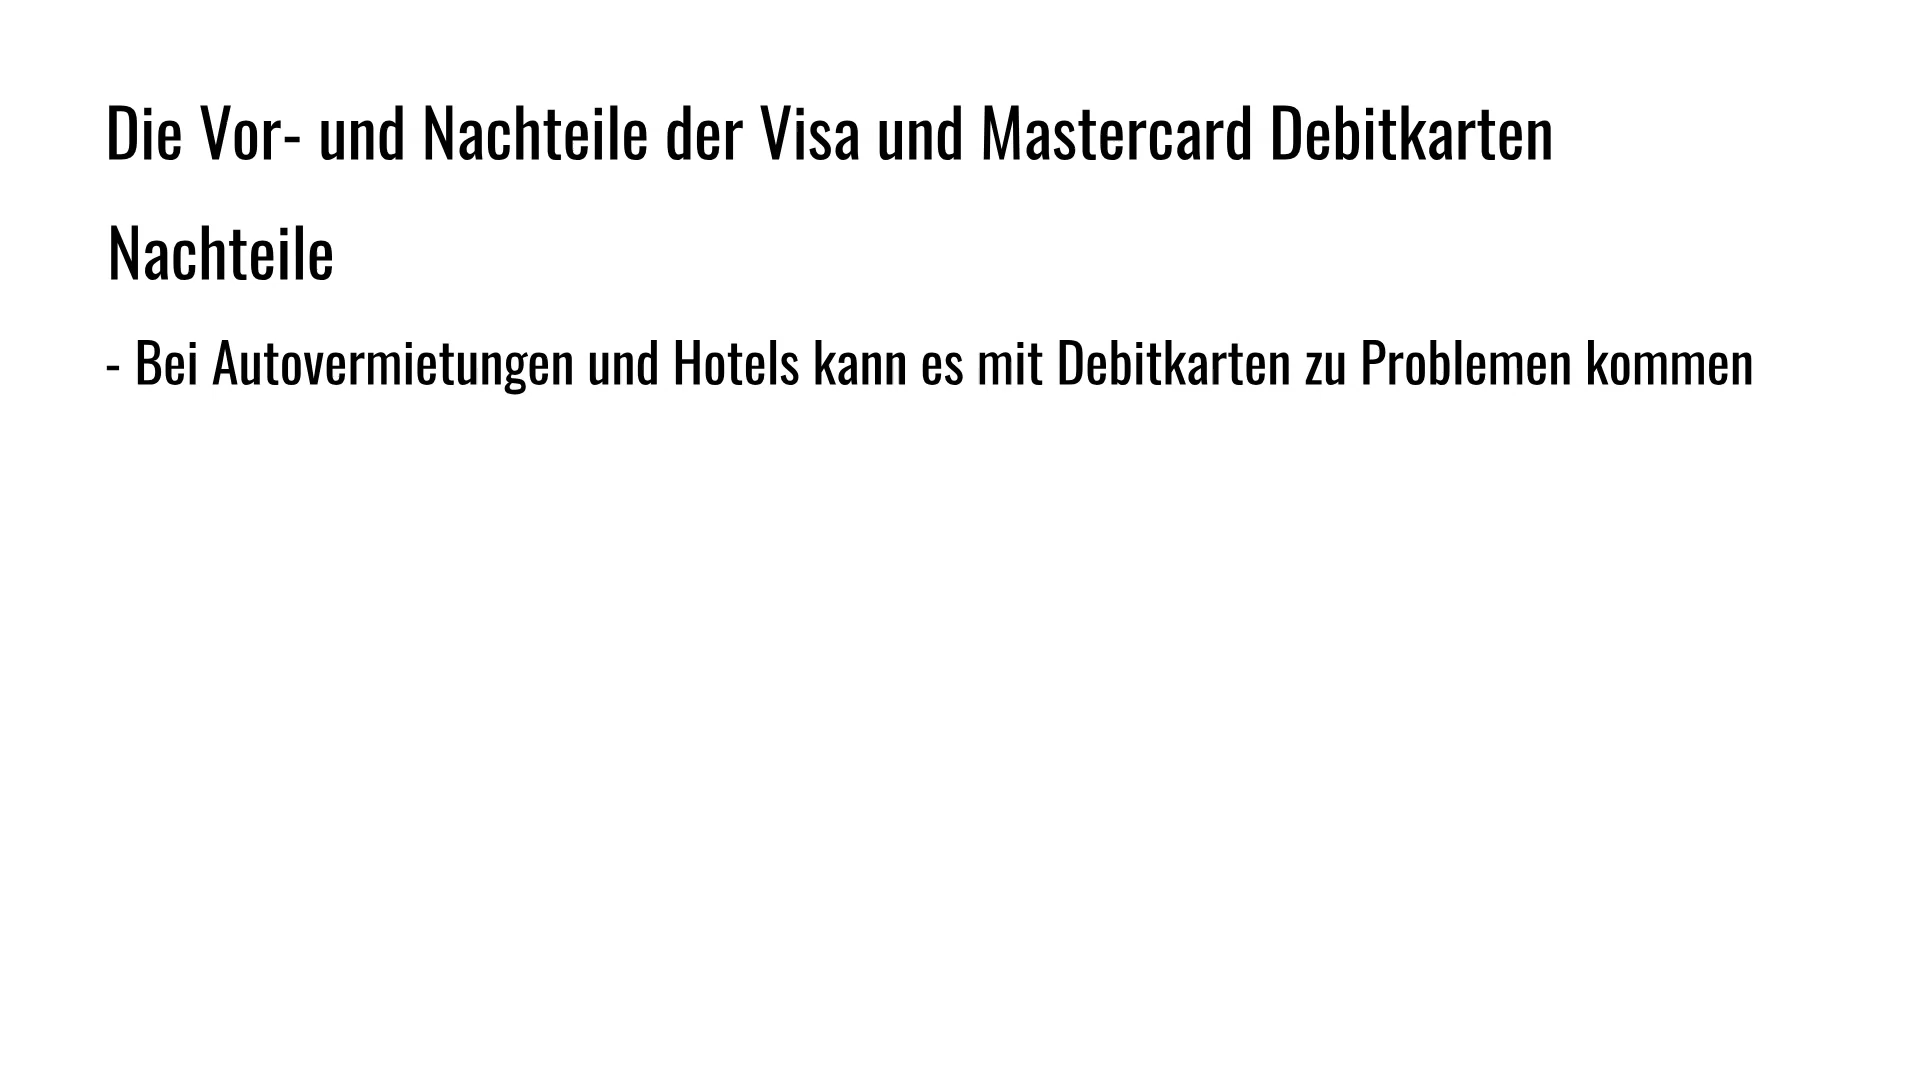 Die Vor- und Nachteile der Visa und Mastercard Debitkarten
Nachteile
- Bei Autovermietungen und Hotels kann es mit Debitkarten zu Problemen kommen